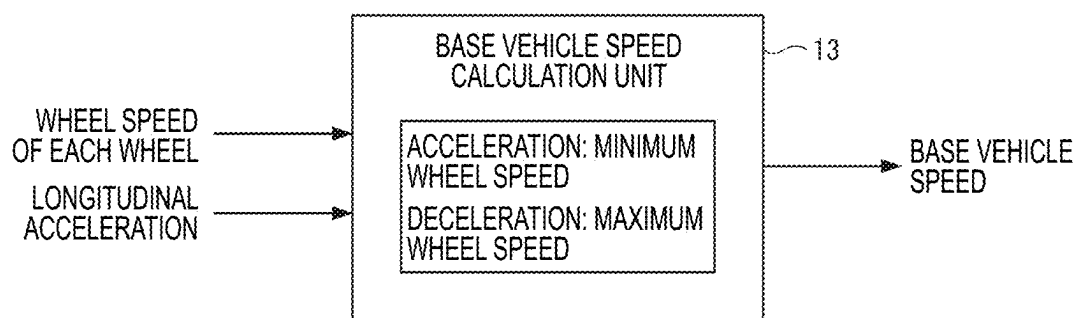 BASE VEHICLE SPEED
CALCULATION UNIT
13
WHEEL SPEED
OF EACH WHEEL
LONGITUDINAL
ACCELERATION
ACCELERATION: MINIMUM
WHEEL SPEED
DECELERATION: MAXIMUM
WHEEL SPEED
BASE VEHICLE
SPEED